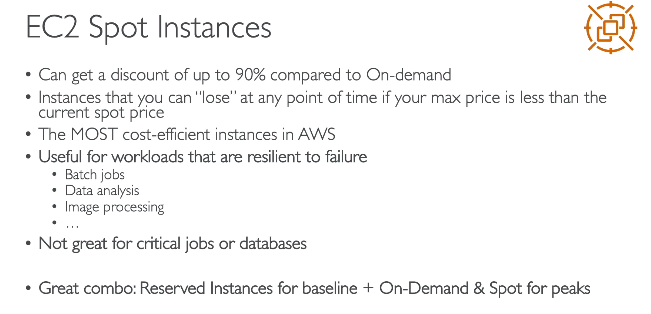 EC2 Spot Instances
• Can get a discount of up to 90% compared to On-demand
• Instances that you can “lose” at any point of time if your max price is less than the
current spot price
• The MOST cost-efficient instances in AWS
• Useful for workloads that are resilient to failure
• Batch jobs
• Data analysis
• Image processing
• …
• Not great for critical jobs or databases
• Great combo: Reserved Instances for baseline + On-Demand & Spot for peaks